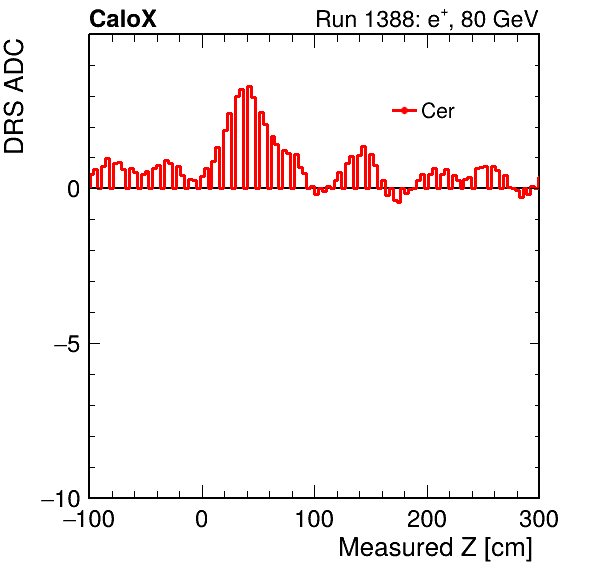 CaloX Run 1388: e⁺, 80 GeV
DRS ADC
Cer
0
−5
−10
−100 0 100 200 300
Measured Z [cm]